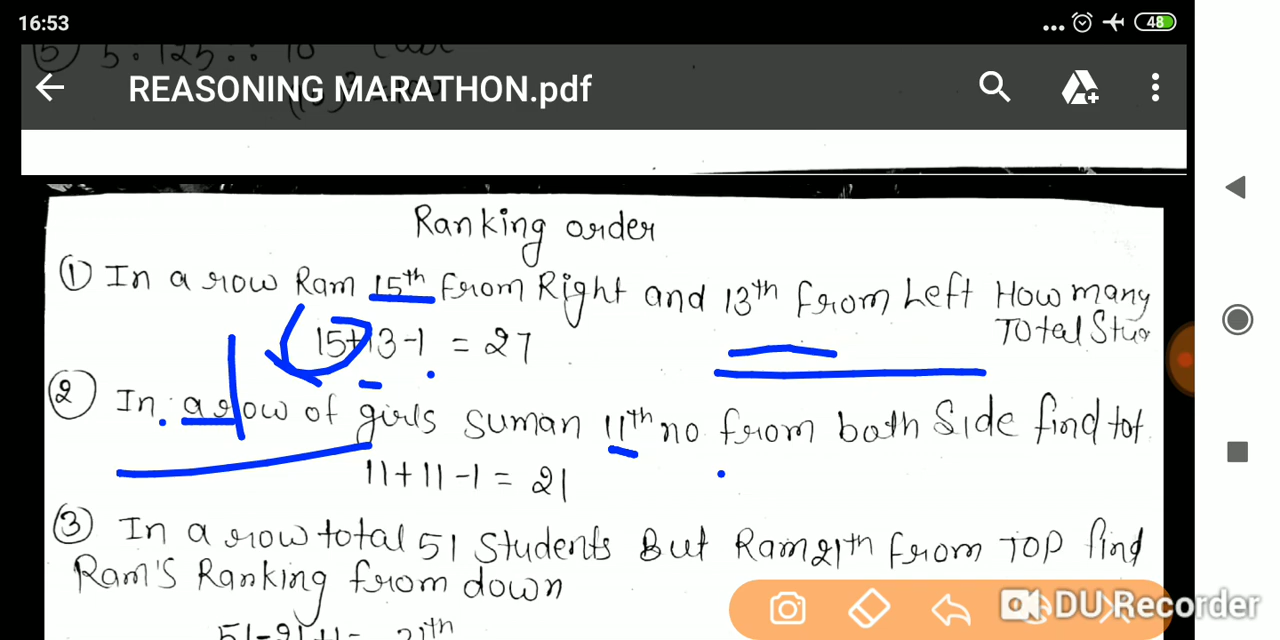 16:53
48
REASONING MARATHON.pdf
Ranking order
① In a row Ram 15th from Right and 13th from Left How many
Total
15+13-1 = 27
② In a row of girls suman 11th no from both Side find tot
11+11-1 = 21
③ In a row total 51 Students But Ram 21th from TOP find
Ram's Ranking from down
51-21+1=
DU Recorder